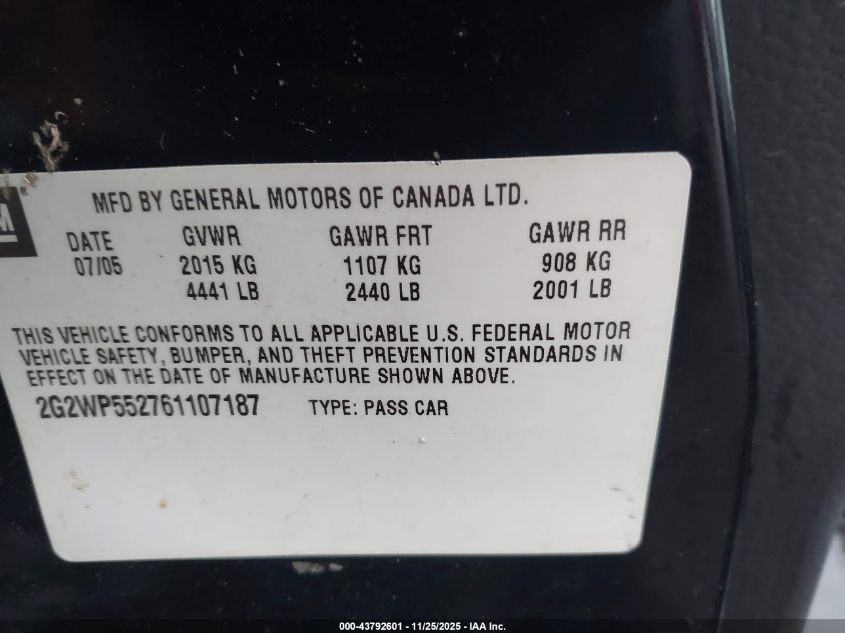 M ®
MFD BY GENERAL MOTORS OF CANADA LTD.
DATE GVWR GAWR FRT GAWR RR
07/05 2015 KG 1107 KG 908 KG
4441 LB 2440 LB 2001 LB
THIS VEHICLE CONFORMS TO ALL APPLICABLE U.S. FEDERAL MOTOR
VEHICLE SAFETY, BUMPER, AND THEFT PREVENTION STANDARDS IN
EFFECT ON THE DATE OF MANUFACTURE SHOWN ABOVE.
2G2WP552761107187 TYPE: PASS CAR
000-43792601 - 11/25/2025 - IAA Inc.